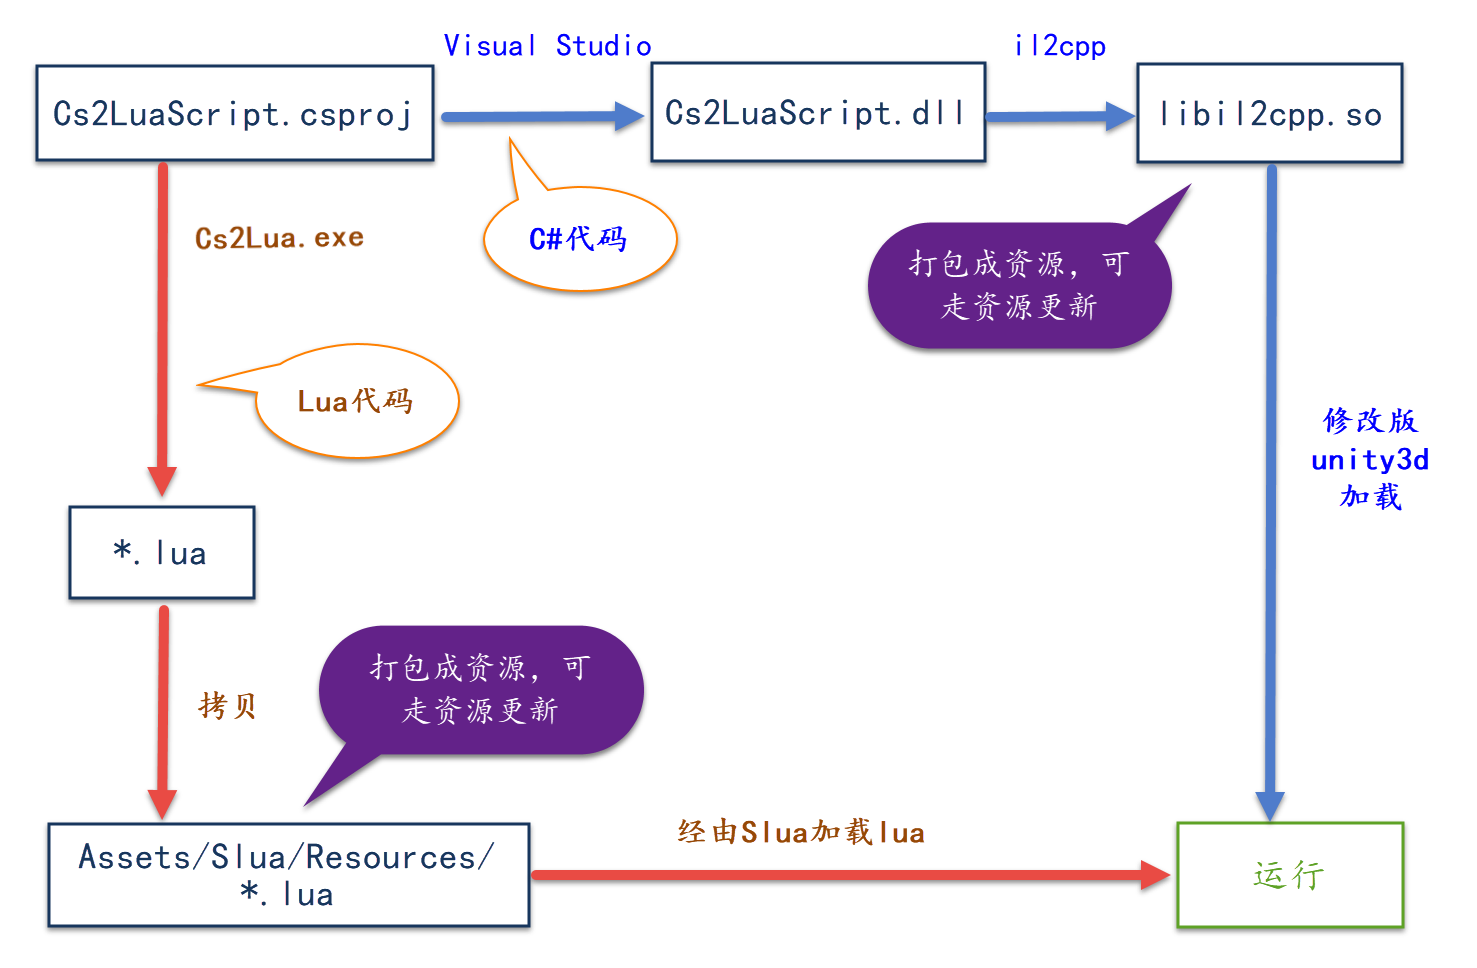 Visual Studio
il2cpp
Cs2LuaScript.csproj
Cs2LuaScript.dll
libil2cpp.so
Cs2Lua.exe
C#代码
打包成资源，可
走资源更新
Lua代码
修改版
unity3d
加载
*.lua
打包成资源，可
走资源更新
拷贝
经由Slua加载lua
Assets/Slua/Resources/
*.lua
运行